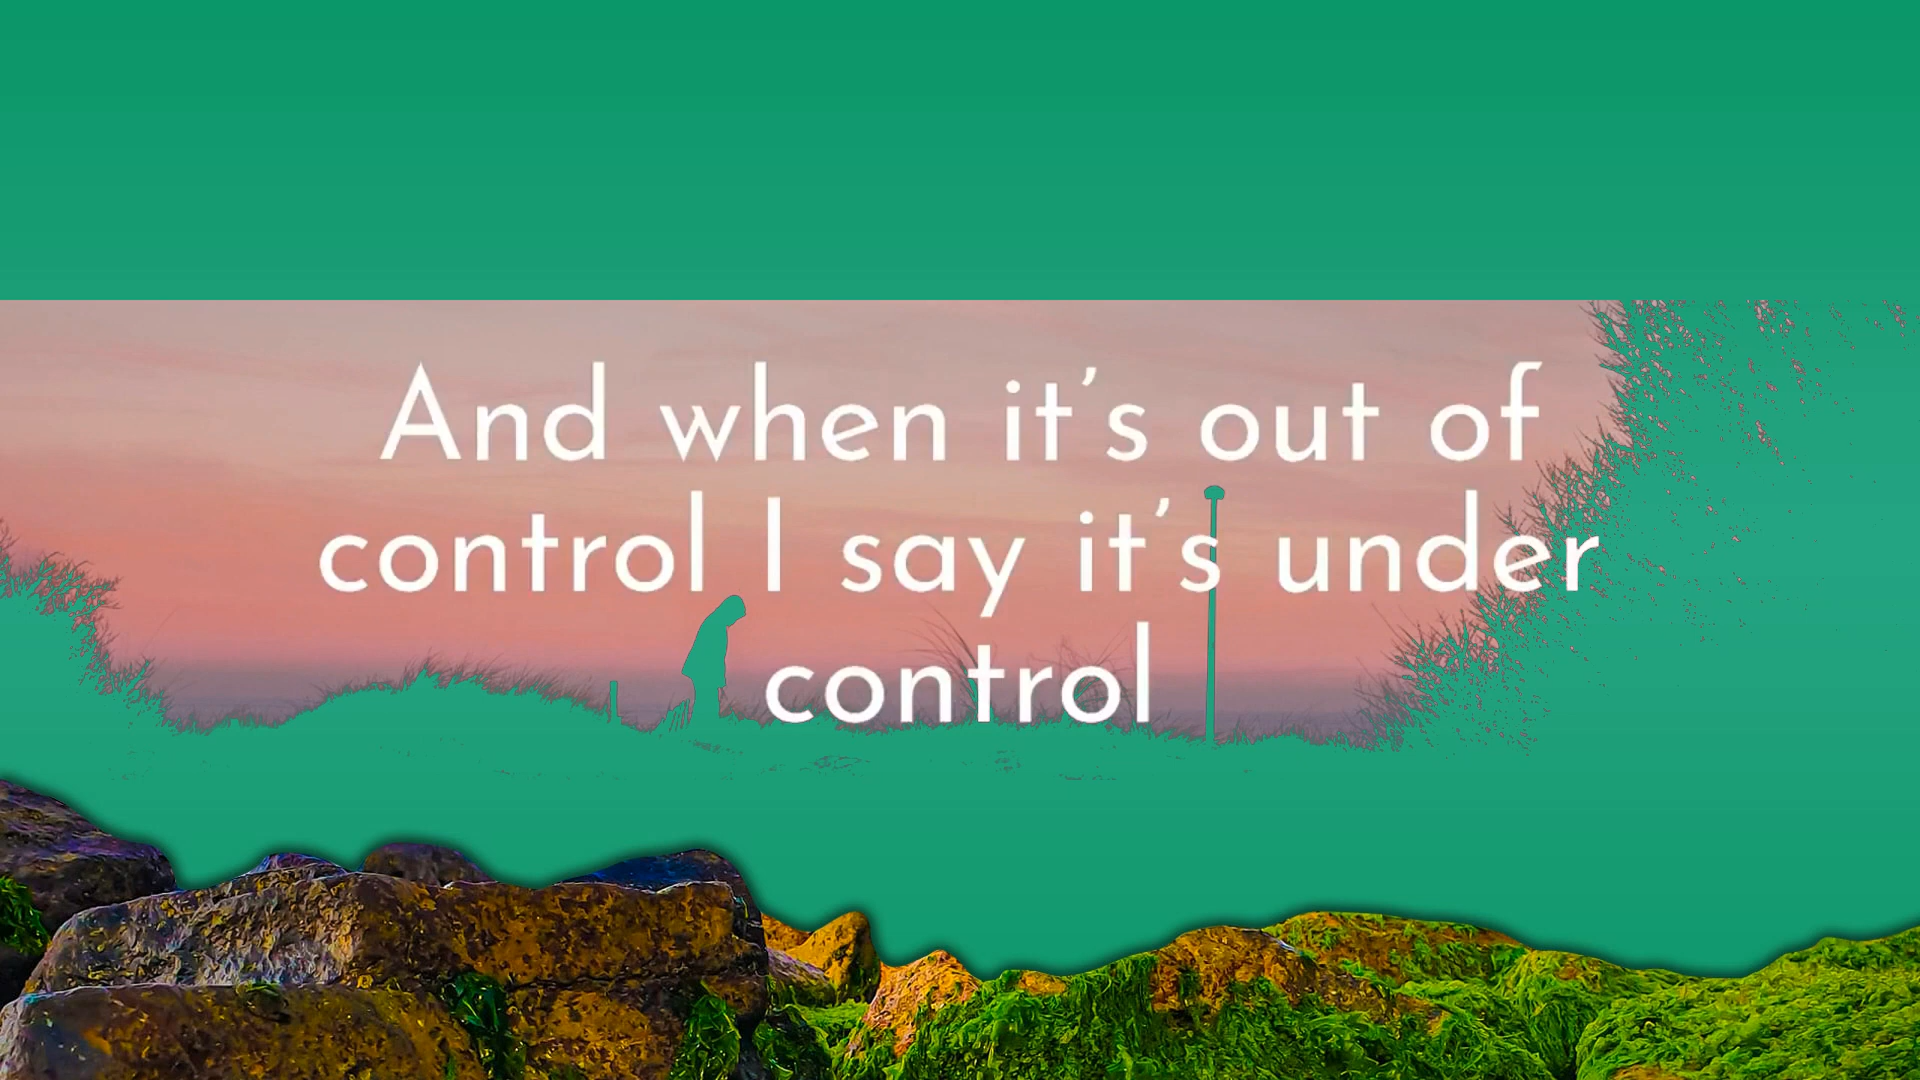 And when it’s out of
control I say it’s under
control